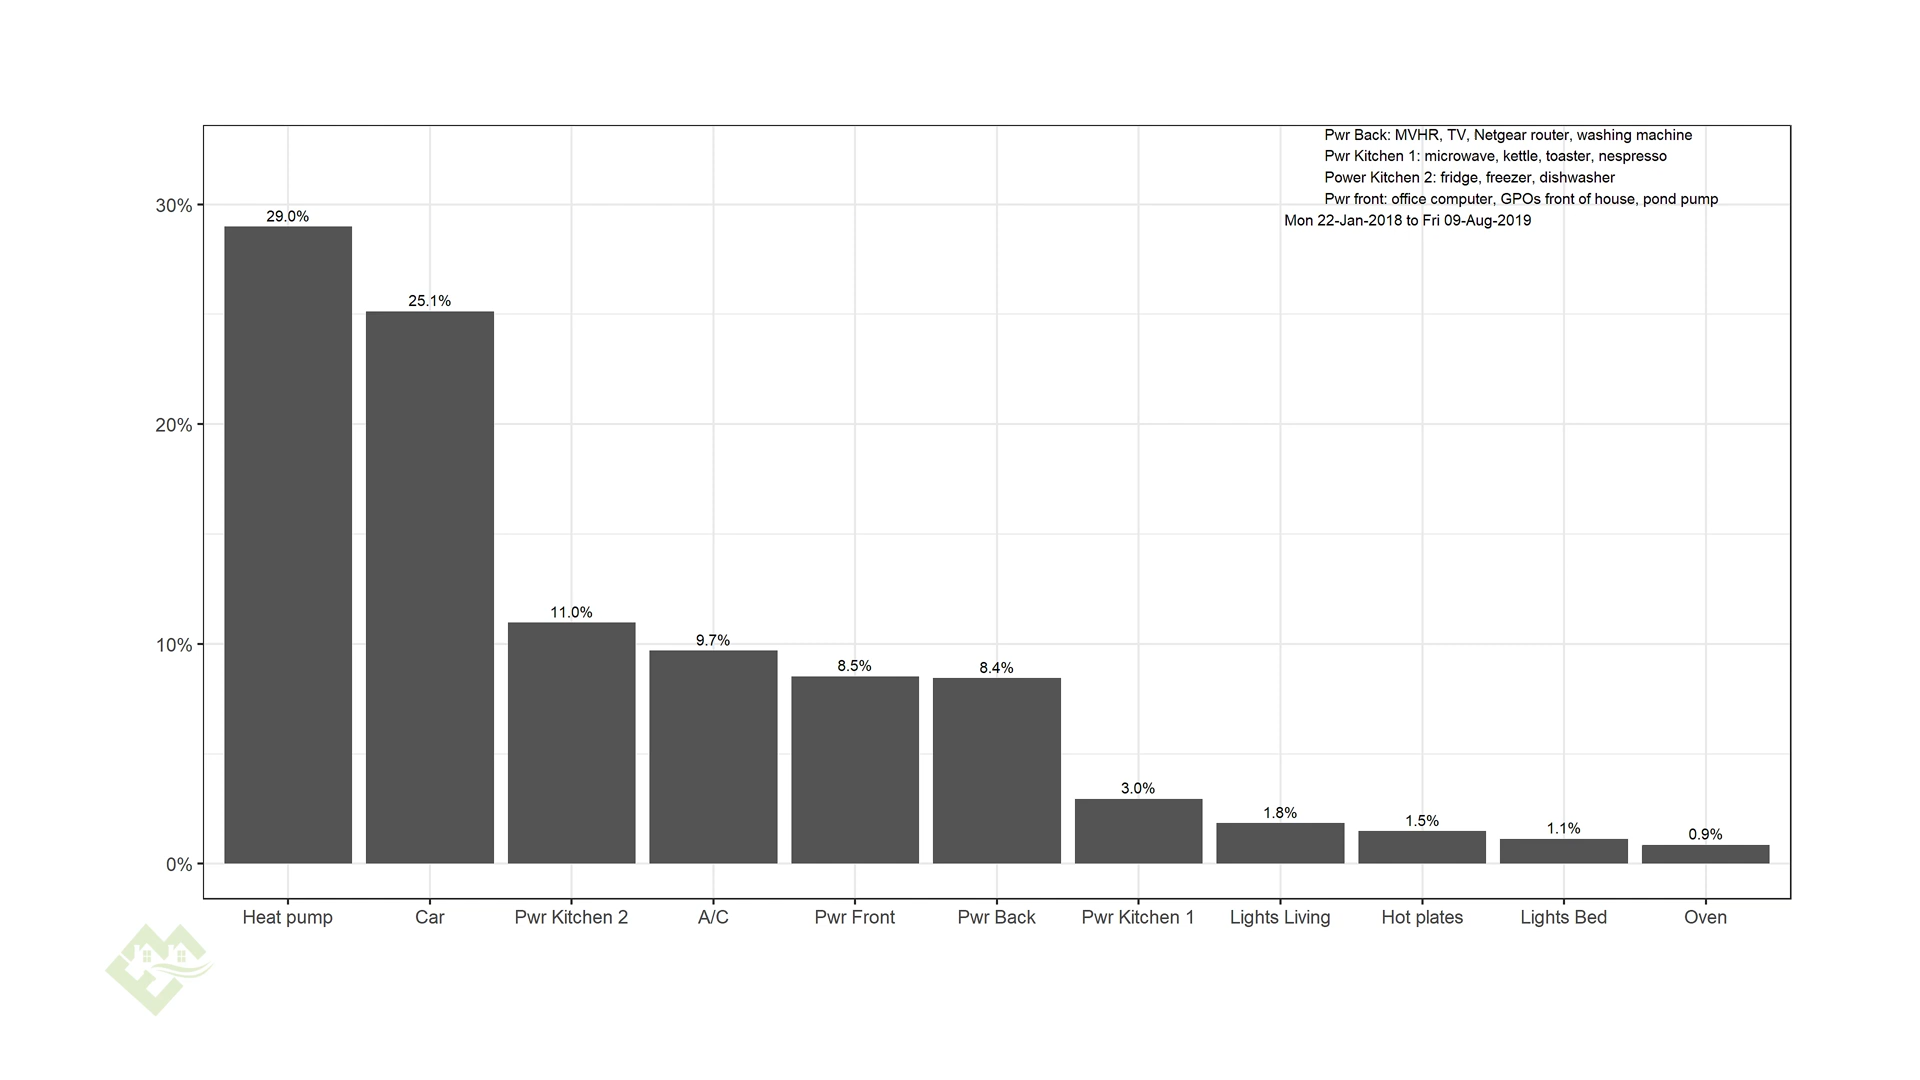 Pwr Back: MVHR, TV, Netgear router, washing machine
Pwr Kitchen 1: microwave, kettle, toaster, nespresso
Power Kitchen 2: fridge, freezer, dishwasher
Pwr front: office computer, GPOs front of house, pond pump
Mon 22-Jan-2018 to Fri 09-Aug-2019
30%
20%
10%
0%
29.0%
25.1%
11.0%
9.7%
8.5%
8.4%
3.0%
1.8%
1.5%
1.1%
0.9%
Heat pump
Car
Pwr Kitchen 2
A/C
Pwr Front
Pwr Back
Pwr Kitchen 1
Lights Living
Hot plates
Lights Bed
Oven